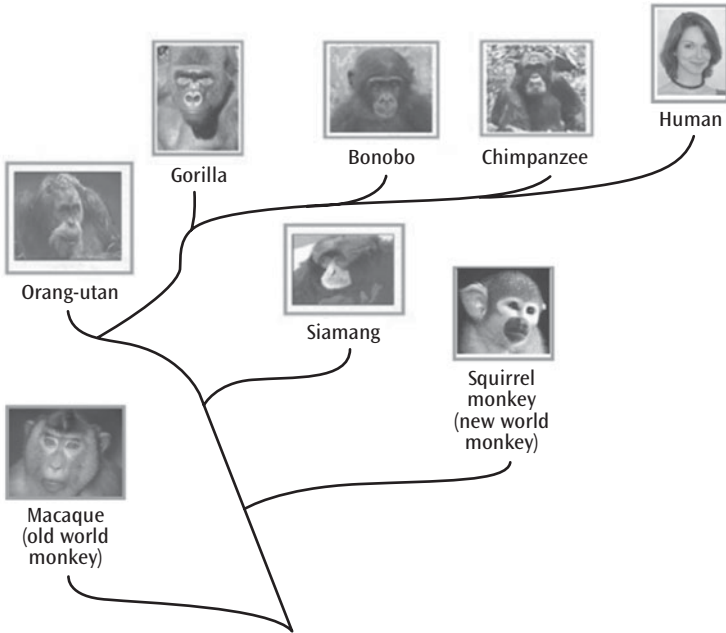 Human
Bonobo
Chimpanzee
Gorilla
Orang-utan
Siamang
Squirrel
monkey
(new world
monkey)
Macaque
(old world
monkey)